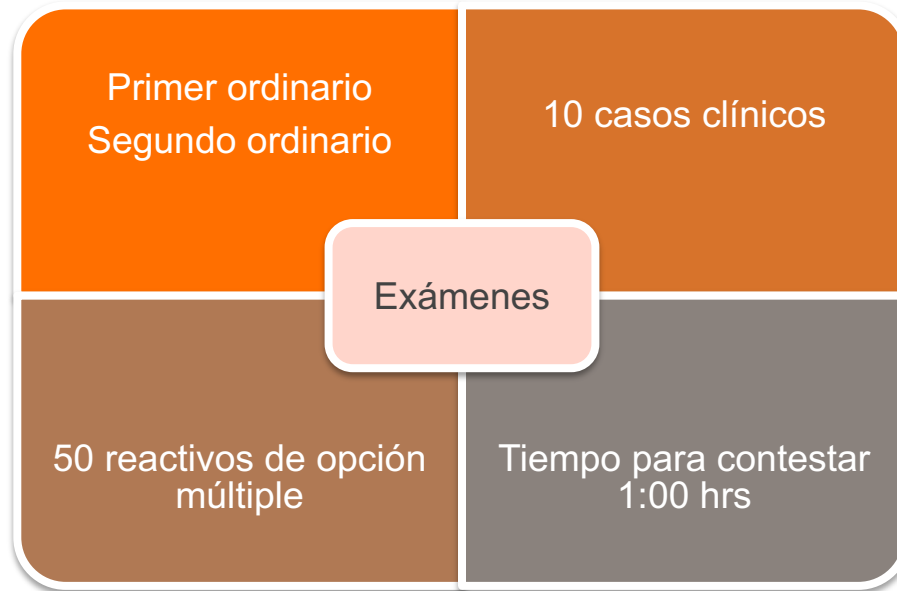 Primer ordinario
Segundo ordinario
10 casos clínicos
Exámenes
50 reactivos de opción
múltiple
Tiempo para contestar
1:00 hrs